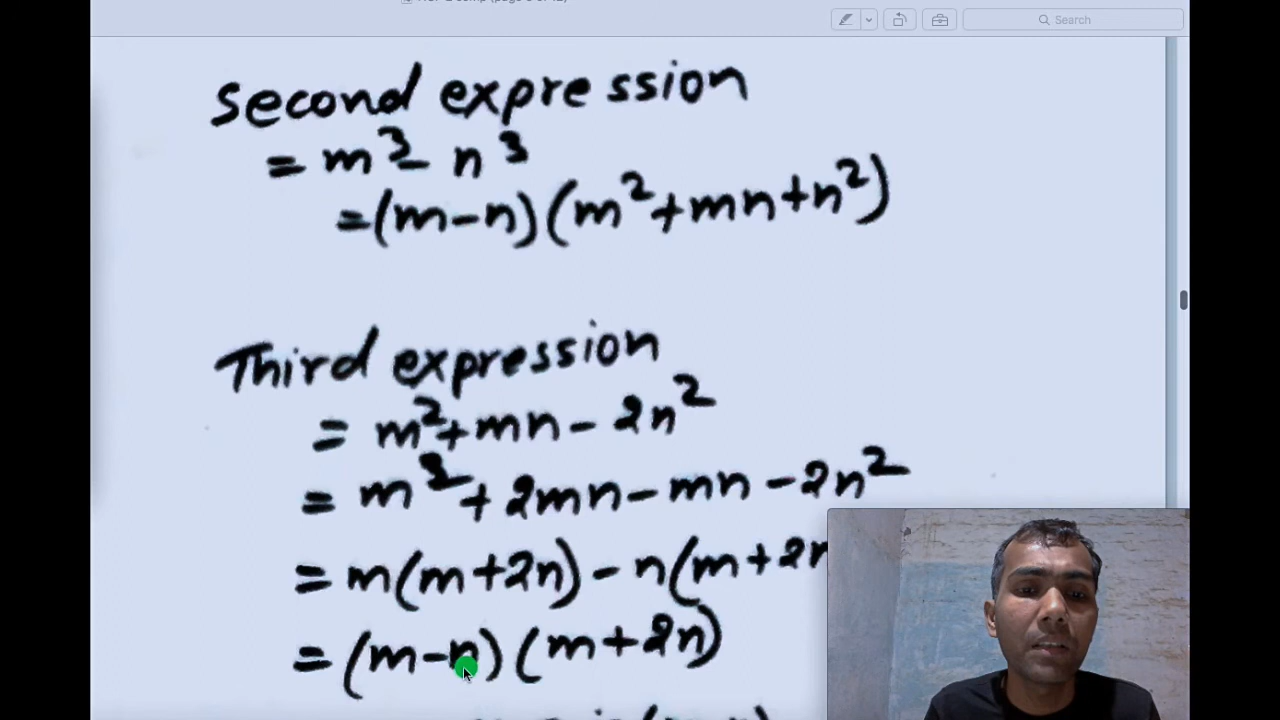 Search
Second expression
= m³ - n³
=(m-n)(m²+mn+n²)
Third expression
= m²+mn-2n²
= m²+2mn-mn-2n²
= m(m+2n)-n(m+2n
= (m-n)(m+2n)